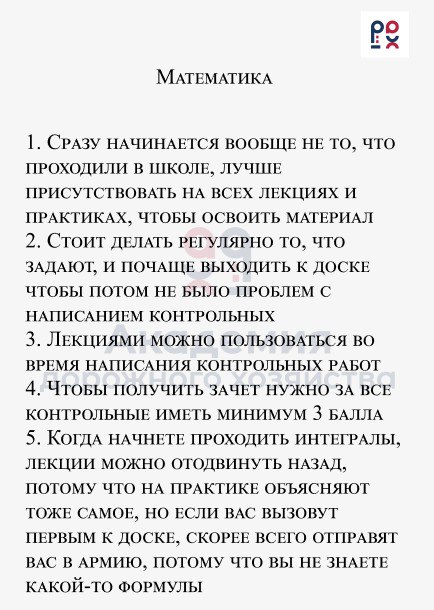 Математика
1. Сразу начинается вообще не то, что
проходили в школе, лучше
присутствовать на всех лекциях и
практиках, чтобы освоить материал
2. Стоит делать регулярно то, что
задают, и почаще выходить к доске
чтобы потом не было проблем с
написанием контрольных
3. Лекциями можно пользоваться во
время написания контрольных работ
4. Чтобы получить зачет нужно за все
контрольные иметь минимум 3 балла
5. Когда начнете проходить интегралы,
лекции можно отодвинуть назад,
потому что на практике объясняют
тоже самое, но если вас вызовут
первым к доске, скорее всего отправят
вас в армию, потому что вы не знаете
какой-то формулы
Академия
дорожного хозяйства